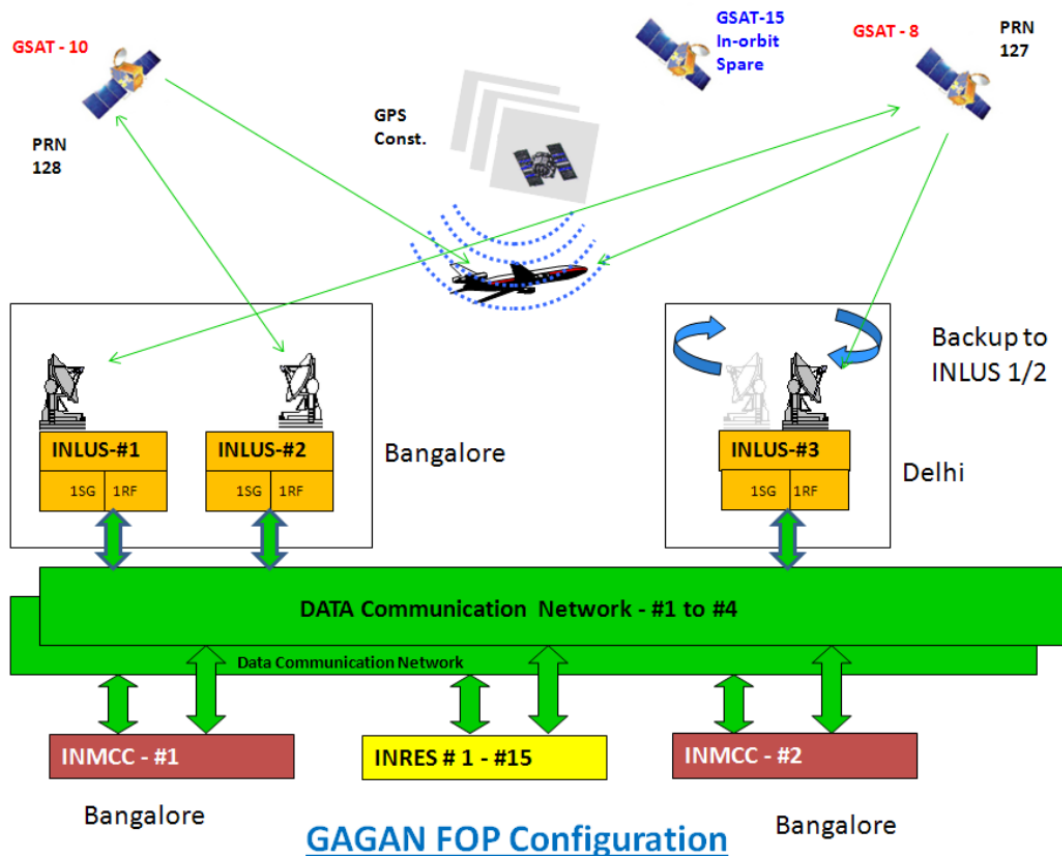 GSAT - 10
GSAT-15
In-orbit
Spare
GSAT - 8
PRN
127
GPS
Const.
PRN
128
Backup to
INLUS 1/2
INLUS-#1
1SG
1RF
INLUS-#2
1SG
1RF
Bangalore
INLUS-#3
1SG
1RF
Delhi
DATA Communication Network - #1 to #4
Data Communication Network
INMCC - #1
INRES # 1 - #15
INMCC - #2
Bangalore
Bangalore
GAGAN FOP Configuration